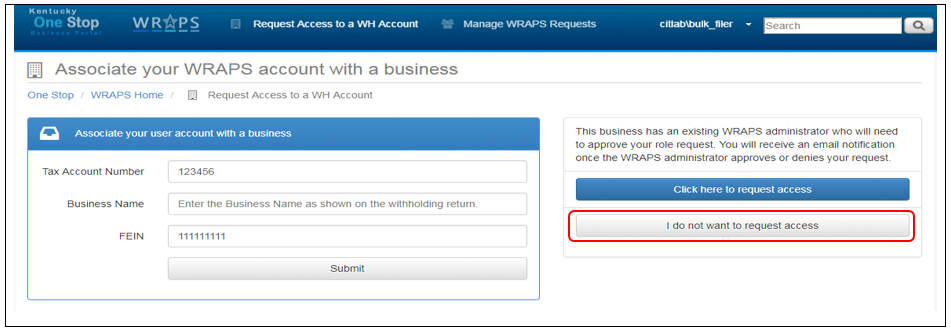 Kentucky
One Stop
Business Portal
WRAPS
Request Access to a WH Account
Manage WRAPS Requests
citlab\bulk_filer
Search
Associate your WRAPS account with a business
One Stop / WRAPS Home / Request Access to a WH Account
Associate your user account with a business
Tax Account Number 123456
Business Name Enter the Business Name as shown on the withholding return.
FEIN 111111111
Submit
This business has an existing WRAPS administrator who will need
to approve your role request. You will receive an email notification
once the WRAPS administrator approves or denies your request.
Click here to request access
I do not want to request access